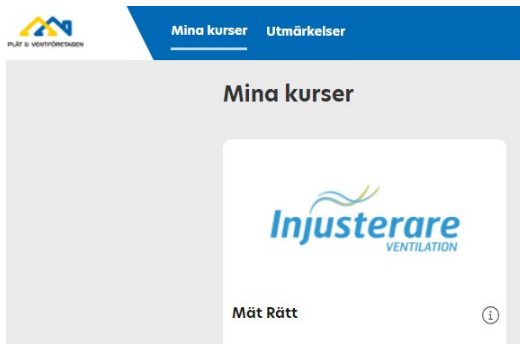 PLÅT & VENTFÖRETAGEN
Mina kurser
Utmärkelser
Mina kurser
Injusterare
VENTILATION
Mät Rätt
i